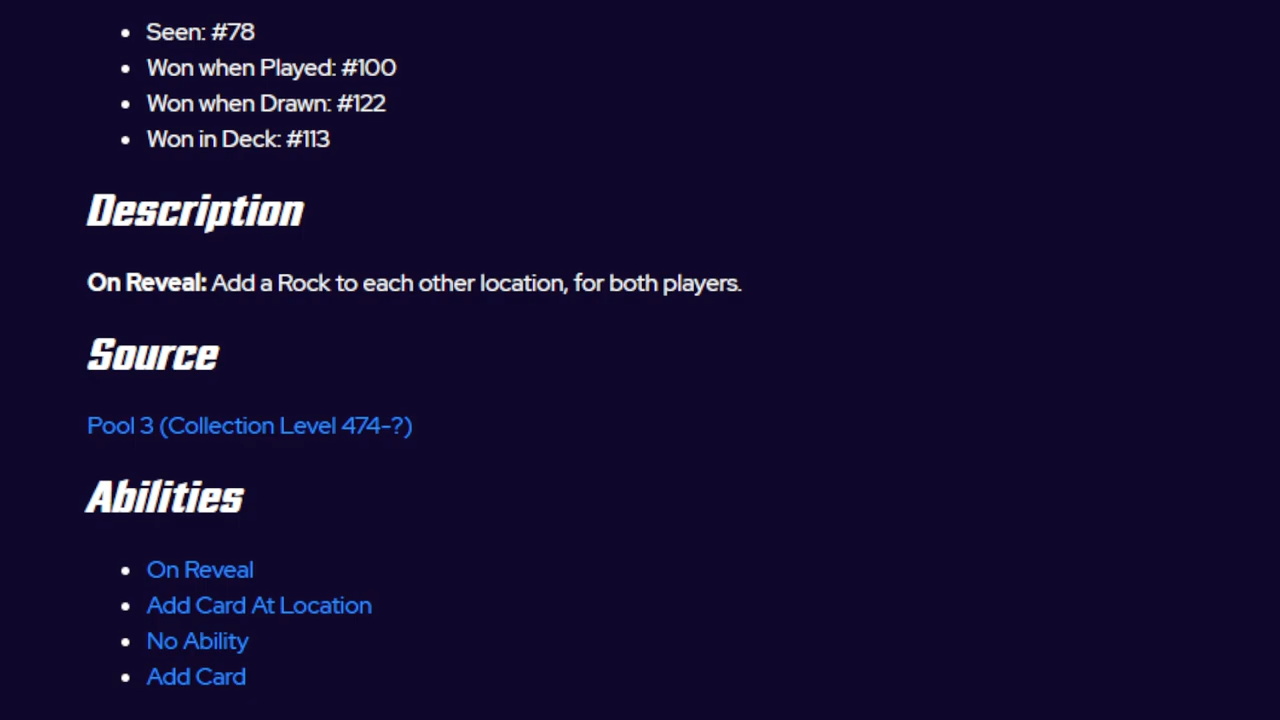 Seen: #78
Won when Played: #100
Won when Drawn: #122
Won in Deck: #113
Description
On Reveal: Add a Rock to each other location, for both players.
Source
Pool 3 (Collection Level 474-?)
Abilities
On Reveal
Add Card At Location
No Ability
Add Card